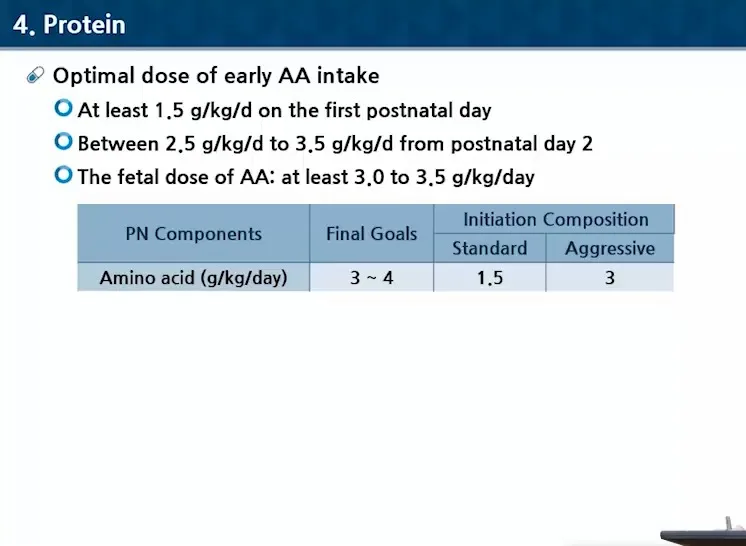 4. Protein
Optimal dose of early AA intake
At least 1.5 g/kg/d on the first postnatal day
Between 2.5 g/kg/d to 3.5 g/kg/d from postnatal day 2
The fetal dose of AA: at least 3.0 to 3.5 g/kg/day
PN Components Final Goals Initiation Composition
Standard Aggressive
Amino acid (g/kg/day) 3 ~ 4 1.5 3